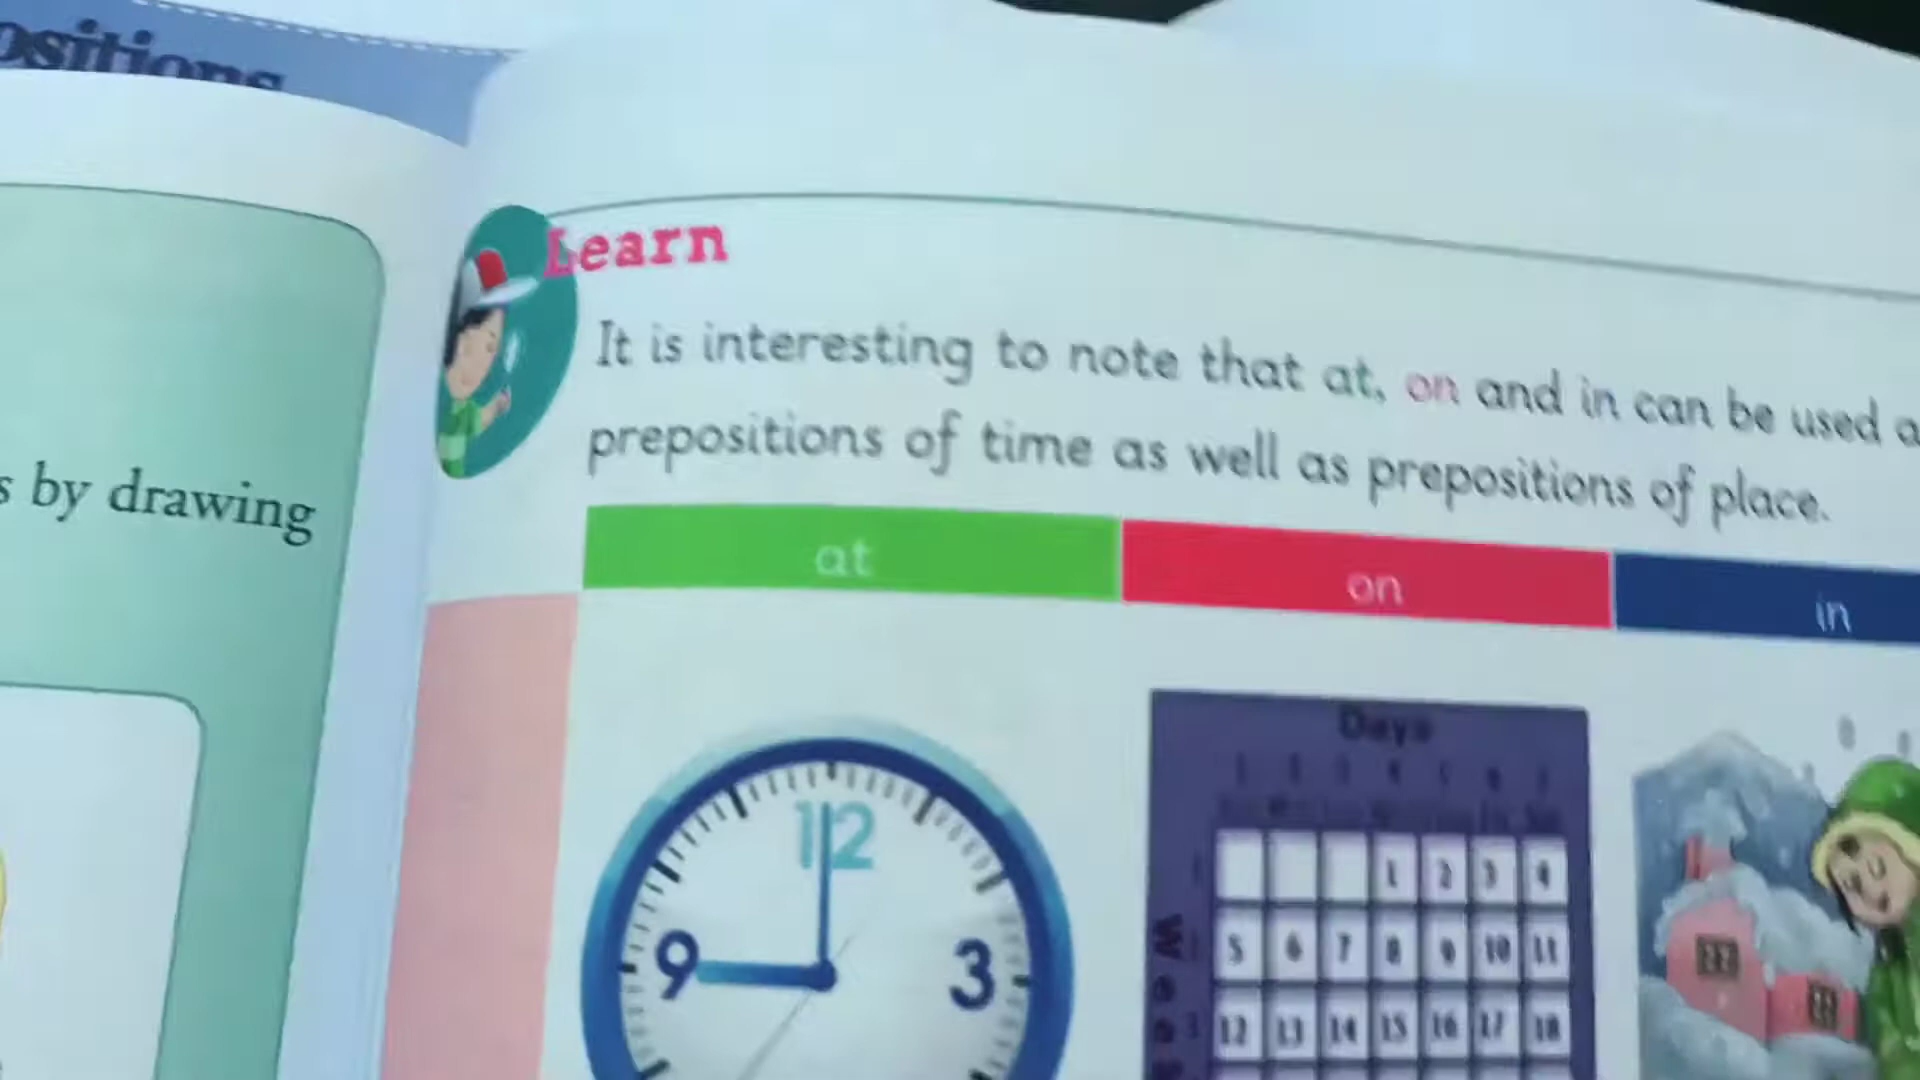 ositions
s by drawing
Learn
It is interesting to note that at, on and in can be used a
prepositions of time as well as prepositions of place.
at on in
Days
12
9 3
1 2 3 4
5 6 7 8 9 10 11
12 13 14 15 16 17 18